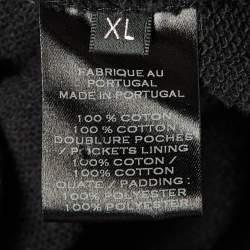 XL
FABRIQUE AU
PORTUGAL
MADE IN PORTUGAL
100 % COTON
100 % COTTON
DOUBLURE POCHES
/ POCKETS LINING
100% COTON /
100% COTTON
OUATE / PADDING :
100% POLYESTER
100% POLYESTER